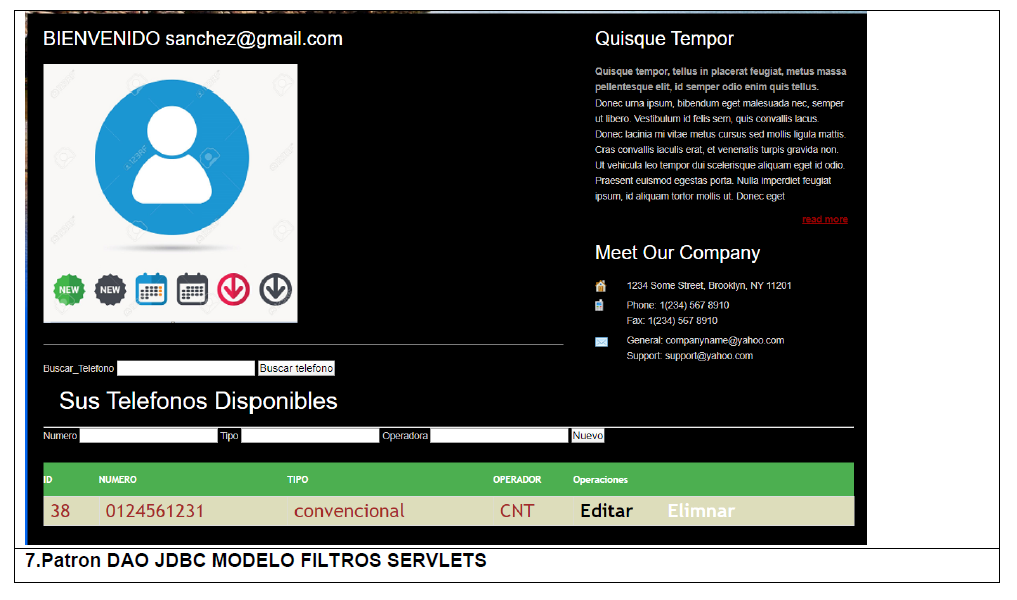 BIENVENIDO sanchez@gmail.com
NEW NEW
Buscar_Telefono Buscar telefono
Sus Telefonos Disponibles
Numero Tipo Operadora Nuevo
ID NUMERO TIPO OPERADOR Operaciones
38 0124561231 convencional CNT Editar Elimnar
Quisque Tempor
Quisque tempor, tellus in placerat feugiat, metus massa
pellentesque elit, id semper odio enim quis tellus.
Donec urna ipsum, bibendum eget malesuada nec, semper
ut libero. Vestibulum id felis sem, quis convallis lacus.
Donec lacinia mi vitae metus cursus sed mollis ligula mattis.
Cras convallis iaculis erat, et venenatis turpis gravida non.
Ut vehicula leo tempor dui scelerisque aliquam eget id odio.
Praesent euismod egestas porta. Nulla imperdiet feugiat
ipsum, id aliquam tortor mollis ut. Donec eget
read more
Meet Our Company
1234 Some Street, Brooklyn, NY 11201
Phone: 1(234) 567 8910
Fax: 1(234) 567 8910
General: companyname@yahoo.com
Support: support@yahoo.com
7.Patron DAO JDBC MODELO FILTROS SERVLETS